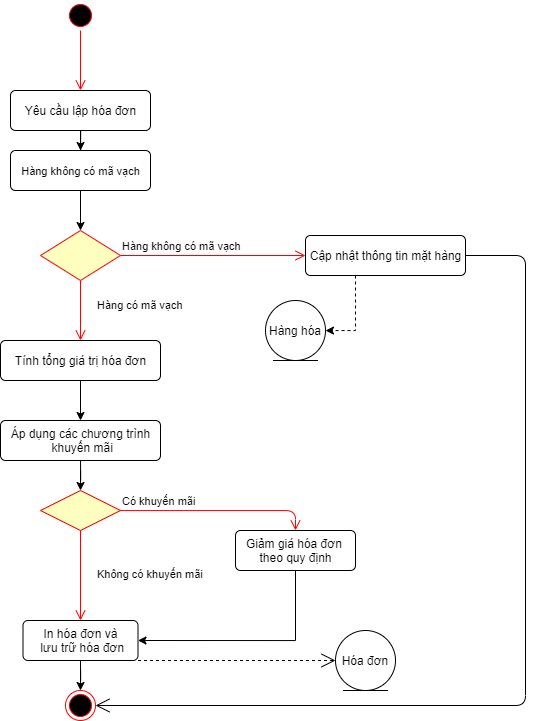 Yêu cầu lập hóa đơn
Hàng không có mã vạch
Hàng không có mã vạch
Cập nhật thông tin mặt hàng
Hàng có mã vạch
Hàng hóa
Tính tổng giá trị hóa đơn
Áp dụng các chương trình
khuyến mãi
Có khuyến mãi
Giảm giá hóa đơn
theo quy định
Không có khuyến mãi
In hóa đơn và
lưu trữ hóa đơn
Hóa đơn